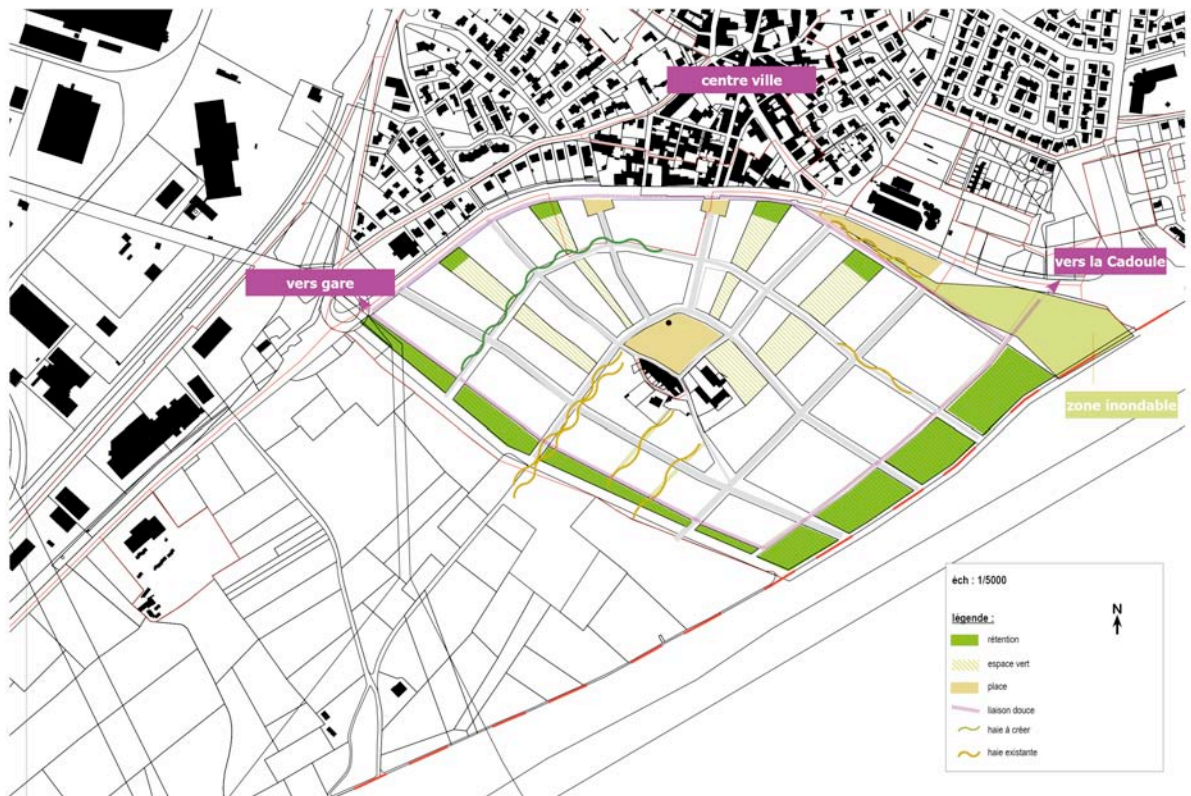 centre ville
vers gare
vers la Cadoule
zone inondable
éch : 1/5000
N
légende :
rétention
espace vert
place
liaison douce
haie à créer
haie existante